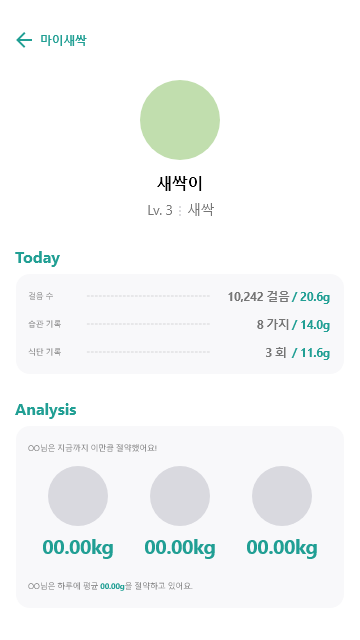 마이새싹
새싹이
Lv. 3 ⋮ 새싹
Today
걸음 수 10,242 걸음 / 20.6g
습관 기록 8 가지 / 14.0g
식단 기록 3 회 / 11.6g
Analysis
OO님은 지금까지 이만큼 절약했어요!
00.00kg 00.00kg 00.00kg
OO님은 하루에 평균 00.00g을 절약하고 있어요.